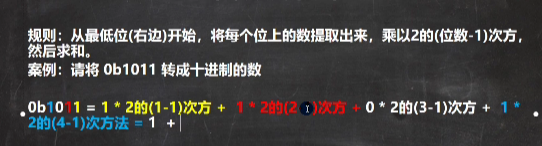 规则：从最低位(右边)开始，将每个位上的数提取出来，乘以2的(位数-1)次方，
然后求和。
案例：请将 0b1011 转成十进制的数
0b1011 = 1 * 2的(1-1)次方 + 1 * 2的(2 )次方 + 0 * 2的(3-1)次方 + 1 *
2的(4-1)次方法 = 1 +